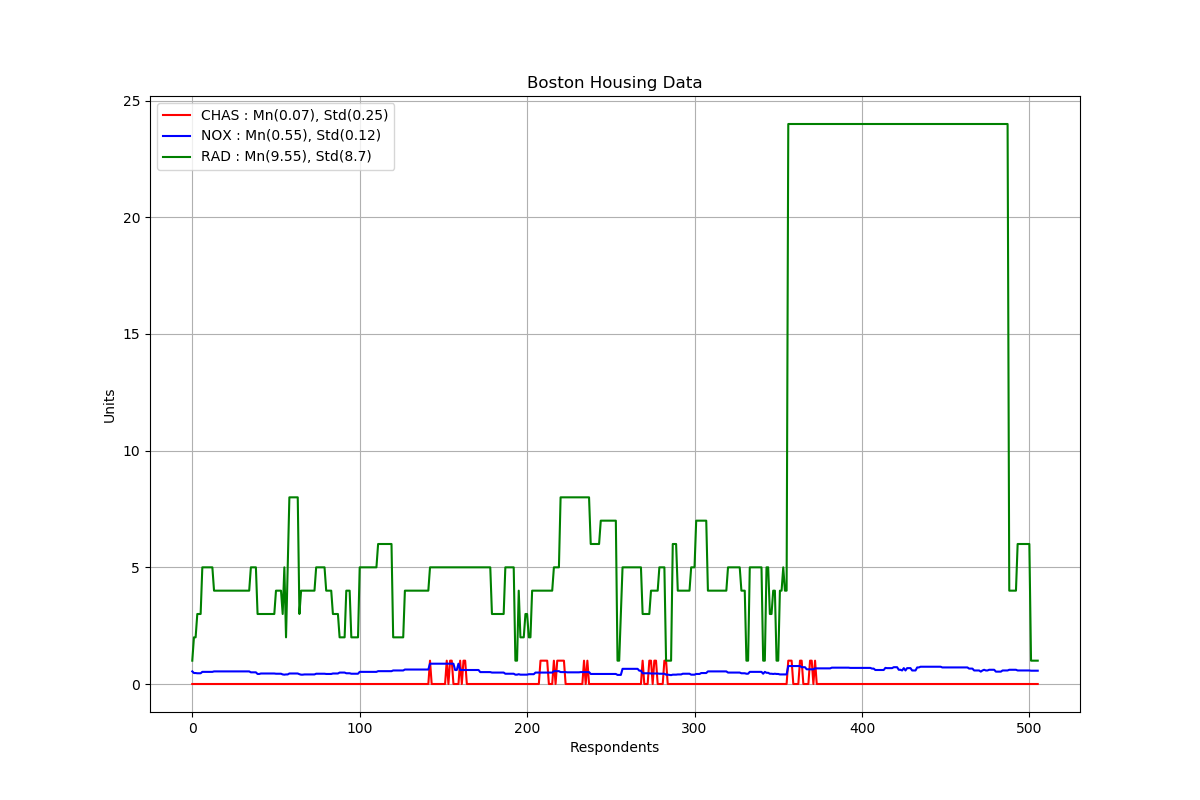 Boston Housing Data
CHAS : Mn(0.07), Std(0.25)
NOX : Mn(0.55), Std(0.12)
RAD : Mn(9.55), Std(8.7)
25
20
15
10
5
0
Units
0 100 200 300 400 500
Respondents